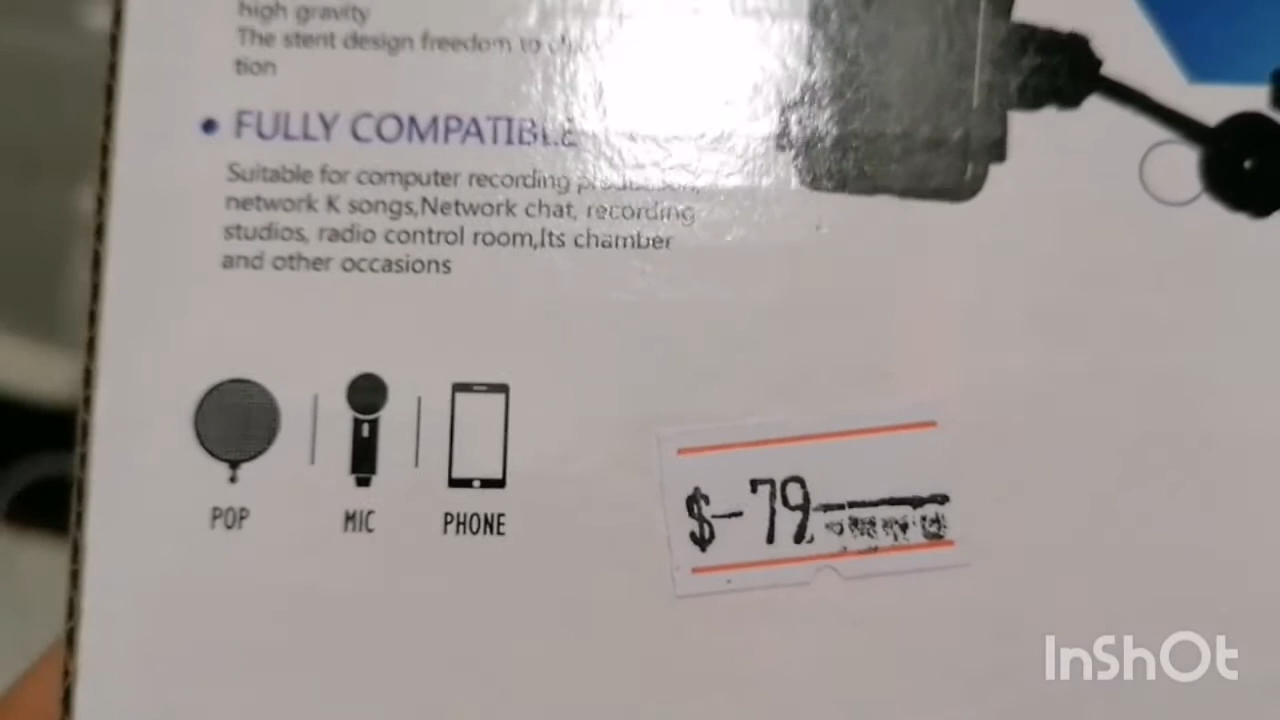 high gravity
The stent design freedom to
tion
• FULLY COMPATIBLE
Suitable for computer recording production,
network K songs,Network chat, recording
studios, radio control room,Its chamber
and other occasions
POP
MIC
PHONE
$-79
InShOt